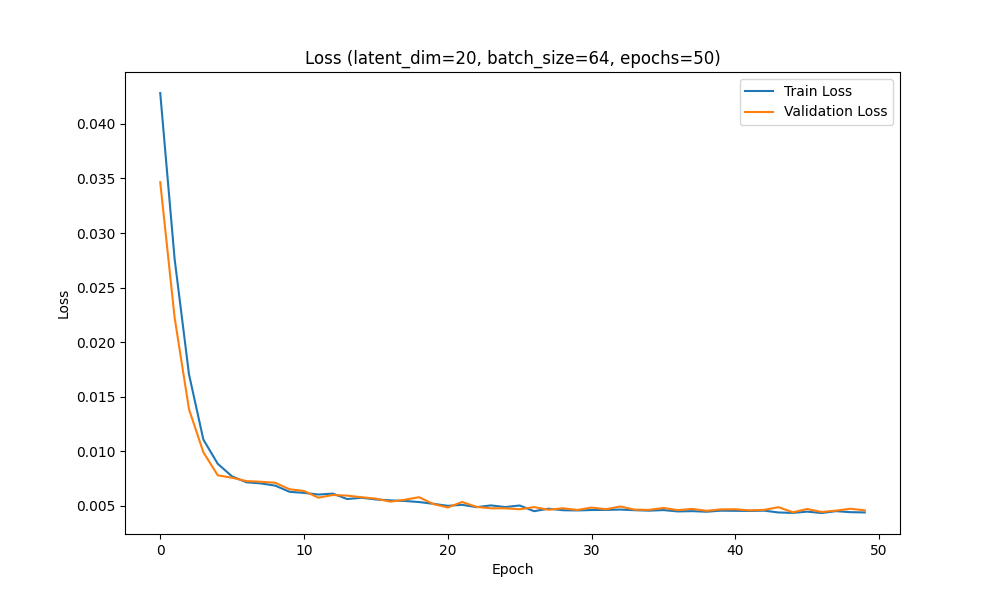 Loss (latent_dim=20, batch_size=64, epochs=50)
Train Loss
Validation Loss
0.040
0.035
0.030
0.025
0.020
0.015
0.010
0.005
Loss
0 10 20 30 40 50
Epoch